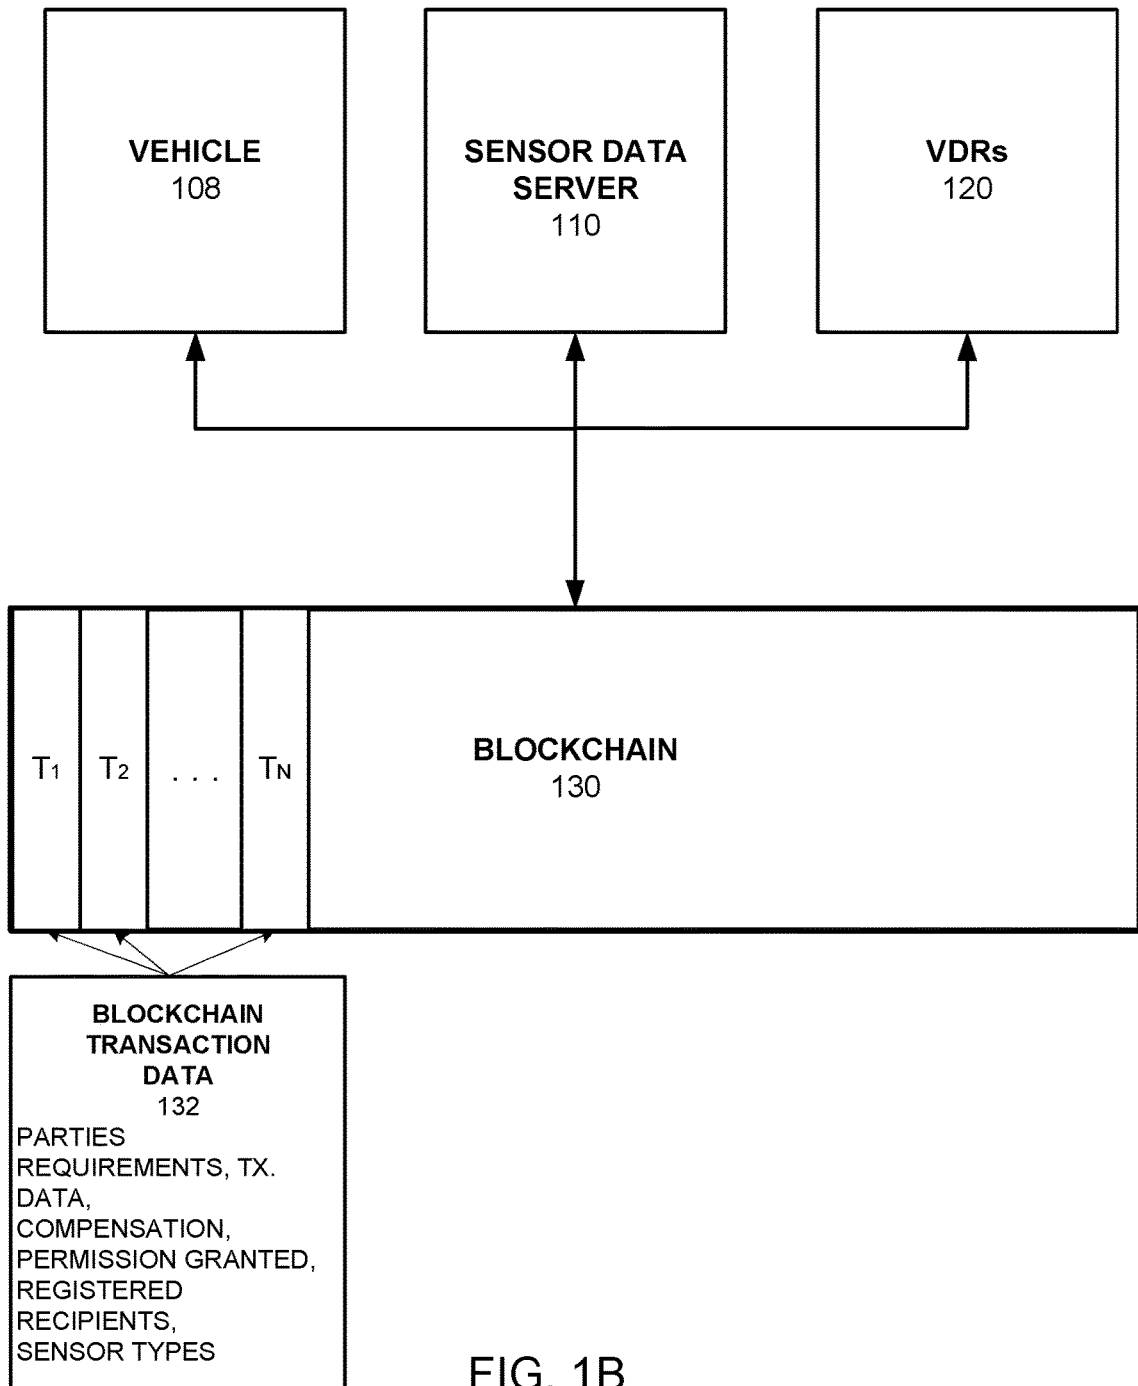 VEHICLE
108
SENSOR DATA
SERVER
110
VDRs
120
T1
T2
. . .
TN
BLOCKCHAIN
130
BLOCKCHAIN
TRANSACTION
DATA
132
PARTIES
REQUIREMENTS, TX.
DATA,
COMPENSATION,
PERMISSION GRANTED,
REGISTERED
RECIPIENTS,
SENSOR TYPES
FIG. 1B